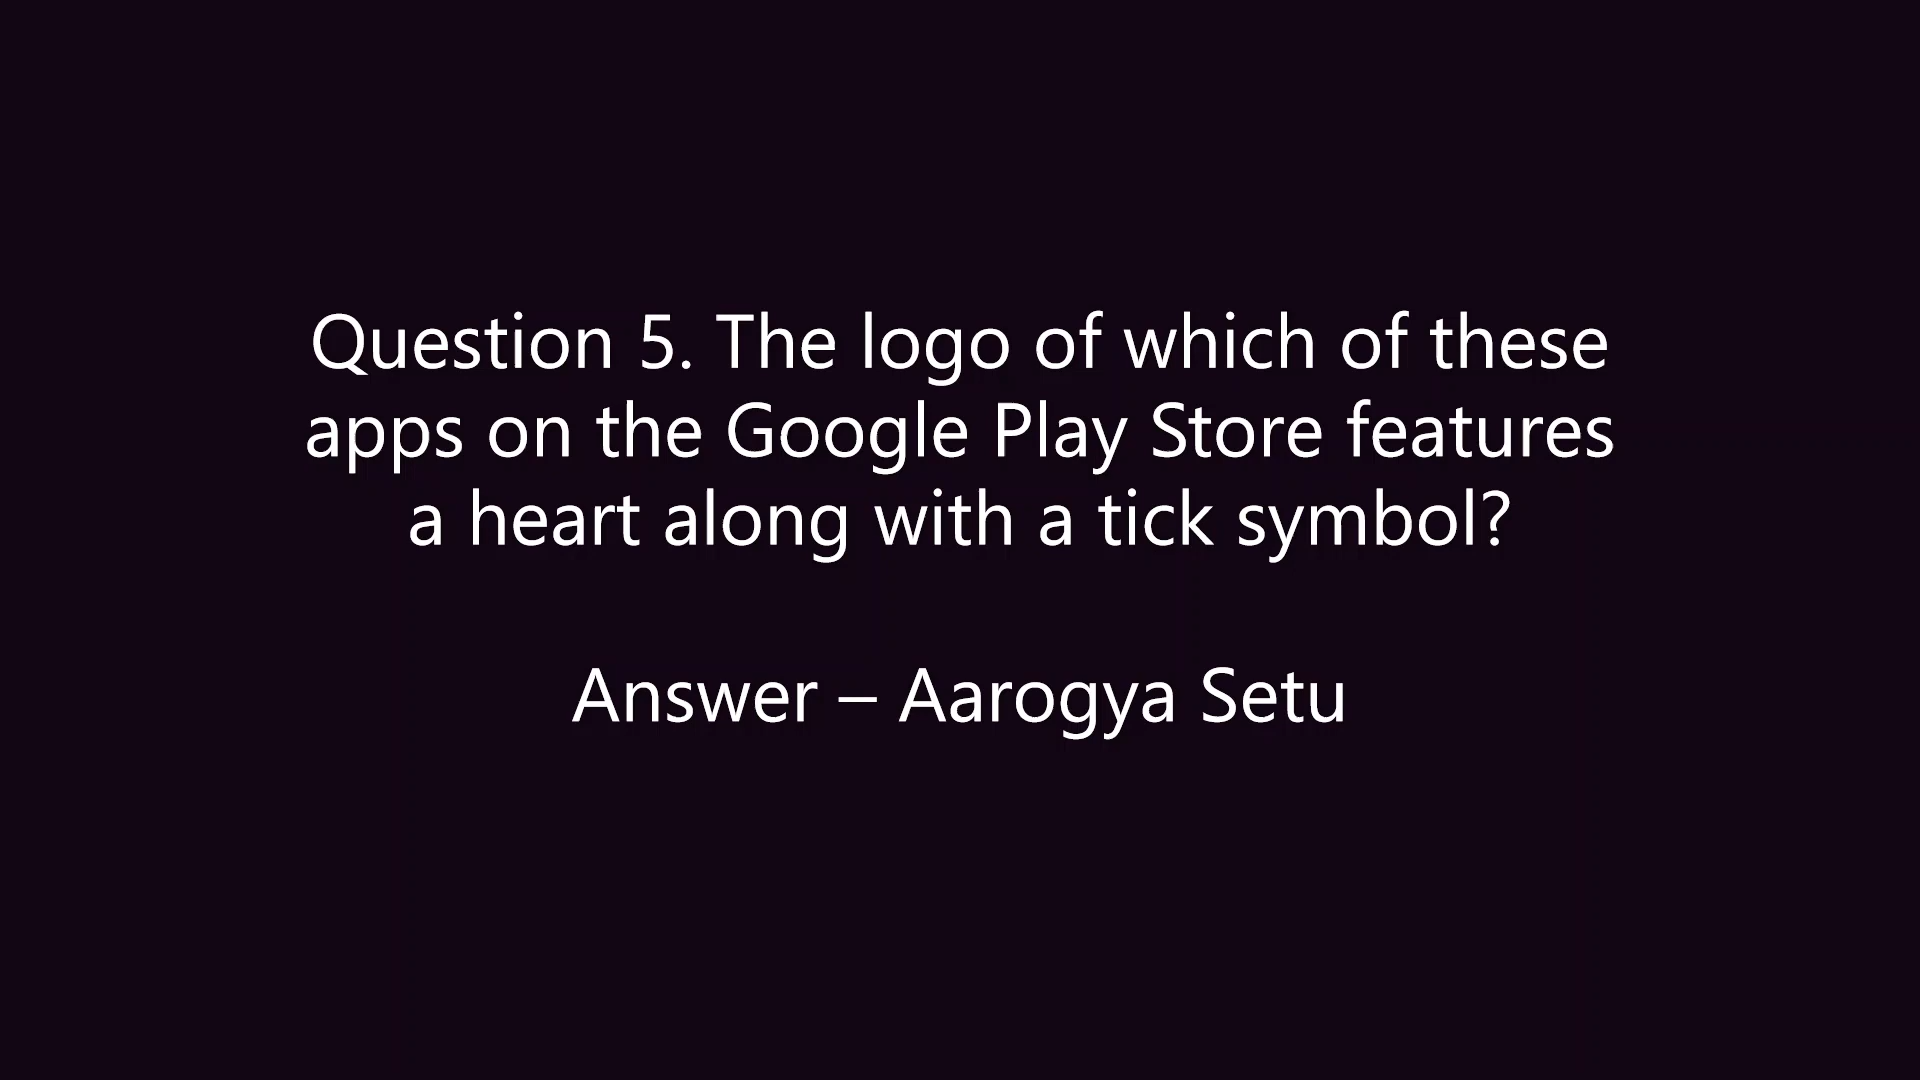 Question 5. The logo of which of these
apps on the Google Play Store features
a heart along with a tick symbol?
Answer – Aarogya Setu